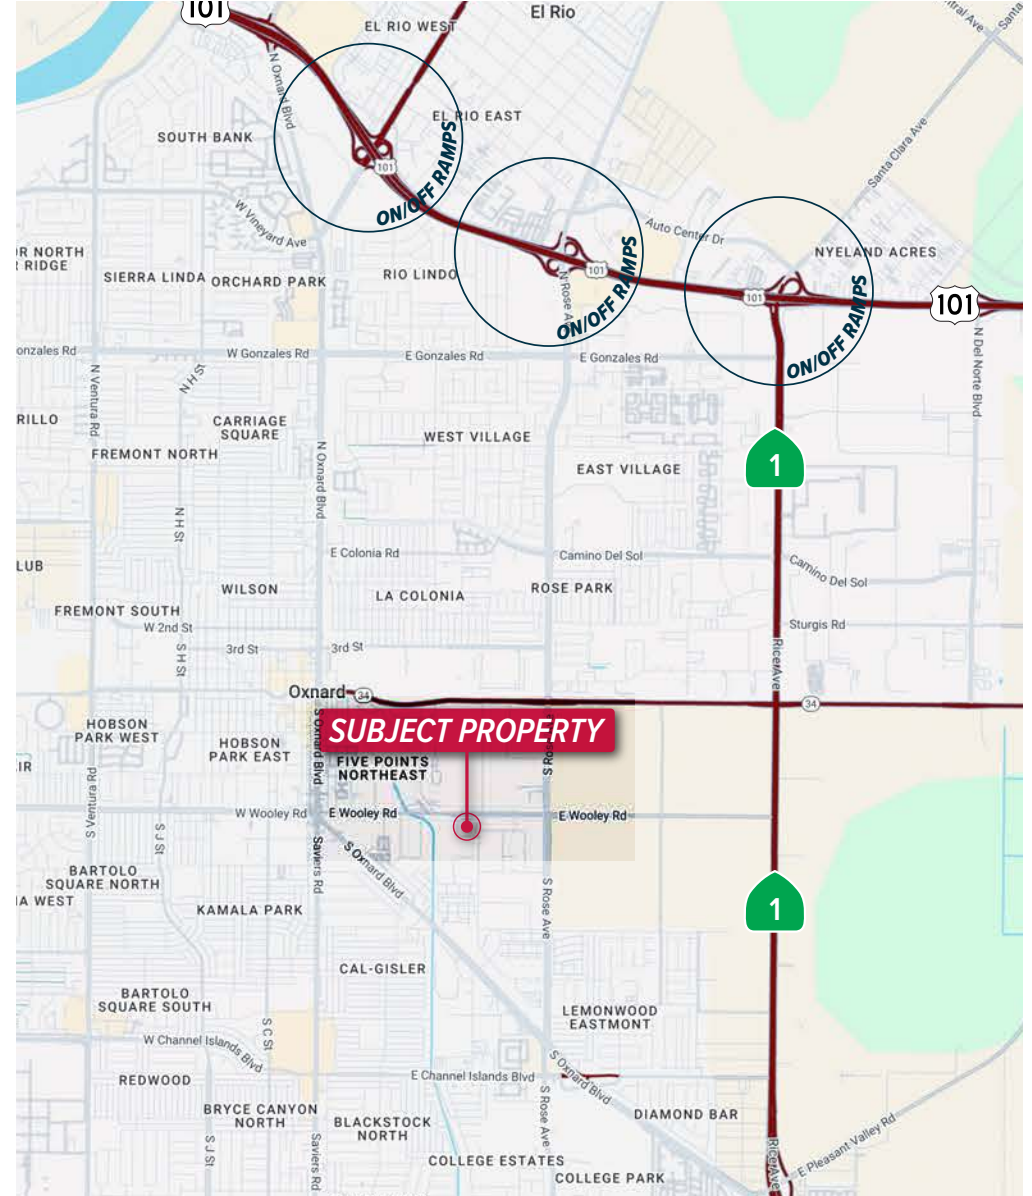 101
El Rio
EL RIO WEST
N Oxnard Blvd
EL RIO EAST
SOUTH BANK
101
ON/OFF RAMPS
Santa Clara Ave
W Vineyard Ave
Auto Center Dr
NYELAND ACRES
SIERRA LINDA
ORCHARD PARK
RIO LINDO
101
N Rose A
ON/OFF RAMPS
101
ON/OFF RAMPS
101
OR NORTH
RIDGE
onzales Rd
W Gonzales Rd
E Gonzales Rd
E Gonzales Rd
N Del Norte Blvd
N Ventura Rd
N H St
RILLO
CARRIAGE
SQUARE
FREMONT NORTH
WEST VILLAGE
EAST VILLAGE
1
N Oxnard Blvd
N H St
LUB
E Colonia Rd
Camino Del Sol
Camino Del Sol
WILSON
LA COLONIA
ROSE PARK
FREMONT SOUTH
W 2nd St
Sturgis Rd
3rd St
3rd St
S H St
Rice Ave
Oxnard
34
34
SUBJECT PROPERTY
HOBSON
PARK WEST
HOBSON
PARK EAST
S Oxnard Blvd
FIVE POINTS
NORTHEAST
S Ros
IR
S Ventura Rd
W Wooley Rd
E Wooley Rd
E Wooley Rd
S J St
Saviers Rd
S Oxnard Blvd
BARTOLO
SQUARE NORTH
IA WEST
KAMALA PARK
S Rose Ave
1
CAL-GISLER
BARTOLO
SQUARE SOUTH
LEMONWOOD
EASTMONT
S C St
W Channel Islands Blvd
E Channel Islands Blvd
S Oxnard Blvd
REDWOOD
BRYCE CANYON
NORTH
BLACKSTOCK
NORTH
S Rose Ave
DIAMOND BAR
E Pleasant Valley Rd
S J St
Saviers Rd
COLLEGE ESTATES
COLLEGE PARK
Rice Ave